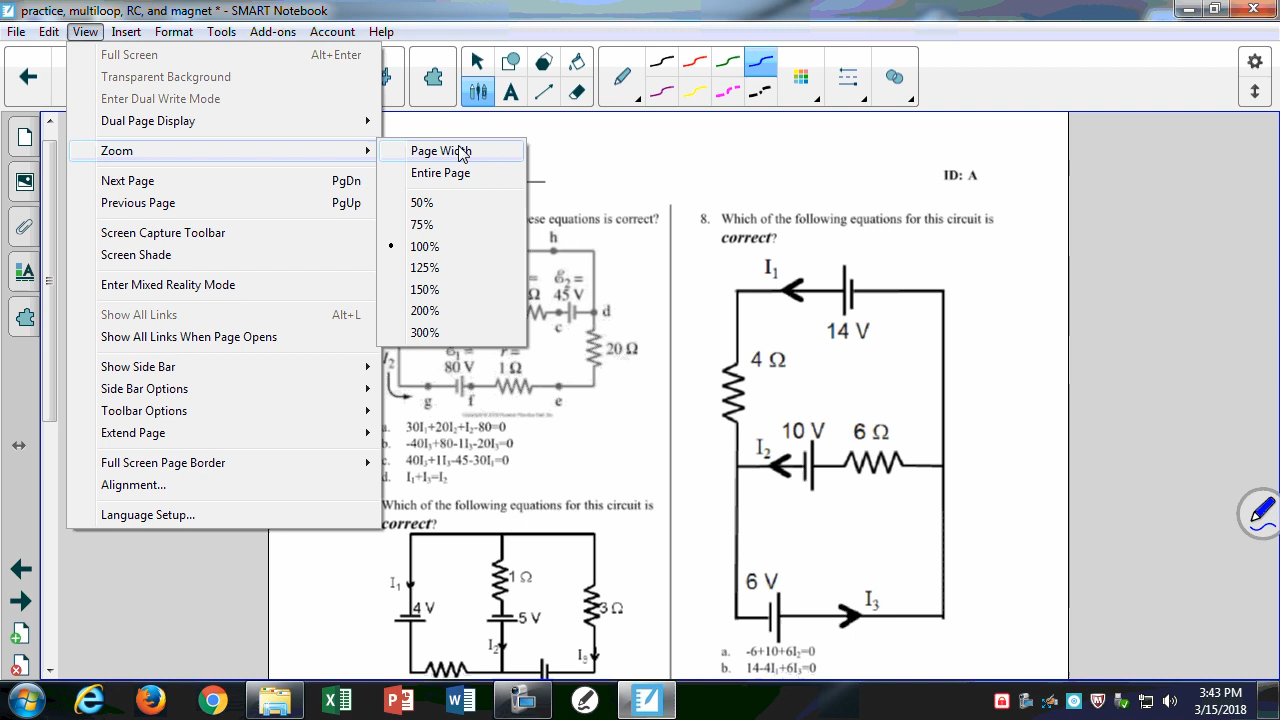 practice, multiloop, RC, and magnet * - SMART Notebook
File Edit View Insert Format Tools Add-ons Account Help
Full Screen Alt+Enter
Transparent Background
Enter Dual Write Mode
Dual Page Display
Zoom
Next Page PgDn
Previous Page PgUp
Screen Capture Toolbar
Screen Shade
Enter Mixed Reality Mode
Show All Links Alt+L
Show All Links When Page Opens
Show Side Bar
Side Bar Options
Toolbar Options
Extend Page
Full Screen Page Border
Alignment...
Language Setup...
Page Width
Entire Page
50%
75%
100%
125%
150%
200%
300%
ID: A
ese equations is correct?
h
ℰ₂ =
Ω 45 V
d
c
20 Ω
I₂
80 V 1 Ω
g f e
a. 30I₁+20I₂+I₂-80=0
b. -40I₃+80-1I₃-20I₃=0
c. 40I₃+1I₃-45-30I₁=0
d. I₁+I₃=I₂
Which of the following equations for this circuit is
correct?
I₁
1 Ω
4 V
5 V
3 Ω
I₂
I₃
8. Which of the following equations for this circuit is
correct?
I₁
14 V
4 Ω
10 V 6 Ω
I₂
6 V
I₃
a. -6+10+6I₂=0
b. 14-4I₁+6I₃=0
3:43 PM
3/15/2018